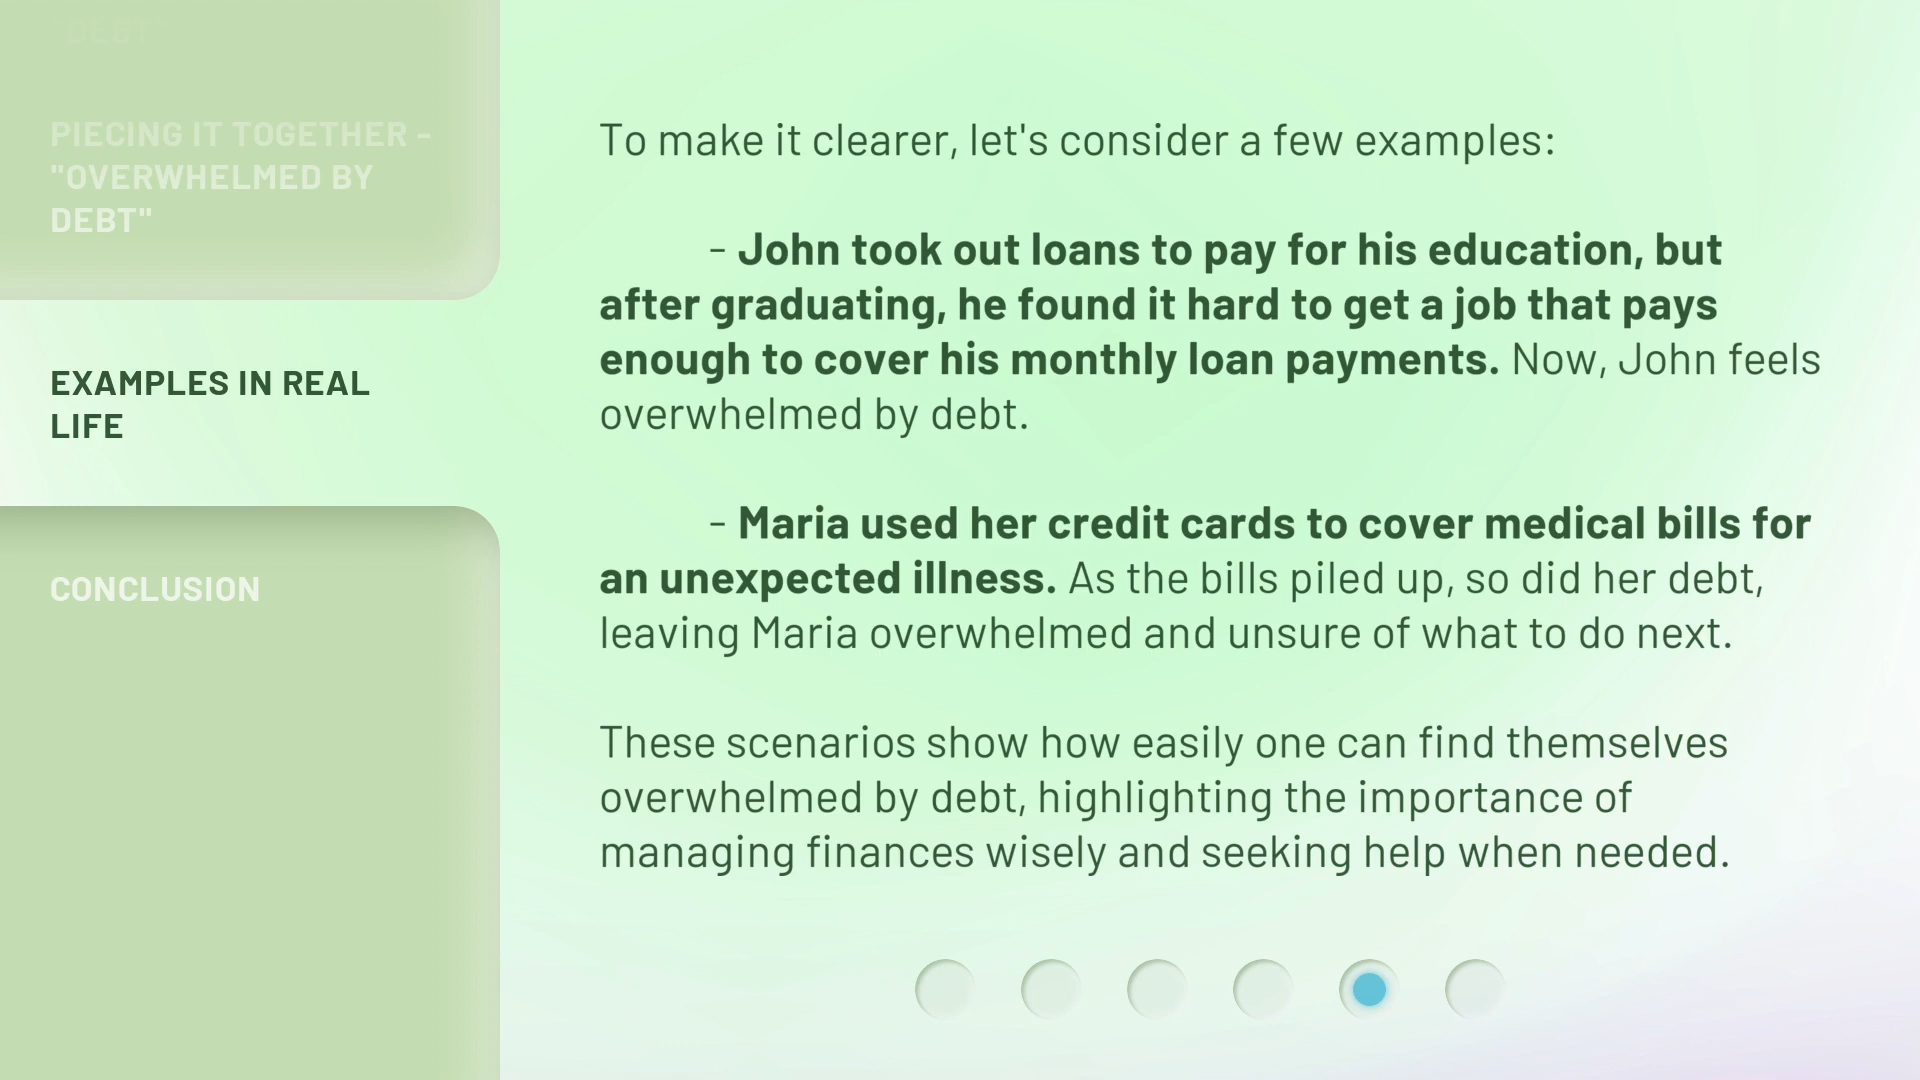 "DEBT"
PIECING IT TOGETHER -
"OVERWHELMED BY
DEBT"
EXAMPLES IN REAL
LIFE
CONCLUSION
To make it clearer, let's consider a few examples:
- John took out loans to pay for his education, but
after graduating, he found it hard to get a job that pays
enough to cover his monthly loan payments. Now, John feels
overwhelmed by debt.
- Maria used her credit cards to cover medical bills for
an unexpected illness. As the bills piled up, so did her debt,
leaving Maria overwhelmed and unsure of what to do next.
These scenarios show how easily one can find themselves
overwhelmed by debt, highlighting the importance of
managing finances wisely and seeking help when needed.